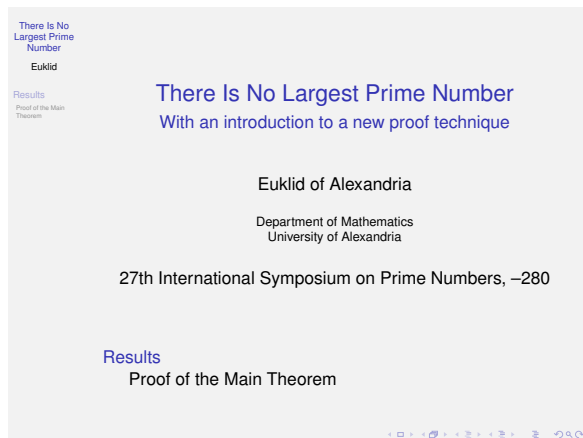 There Is No
Largest Prime
Number
Euklid
Results
Proof of the Main
Theorem
There Is No Largest Prime Number
With an introduction to a new proof technique
Euklid of Alexandria
Department of Mathematics
University of Alexandria
27th International Symposium on Prime Numbers, –280
Results
Proof of the Main Theorem